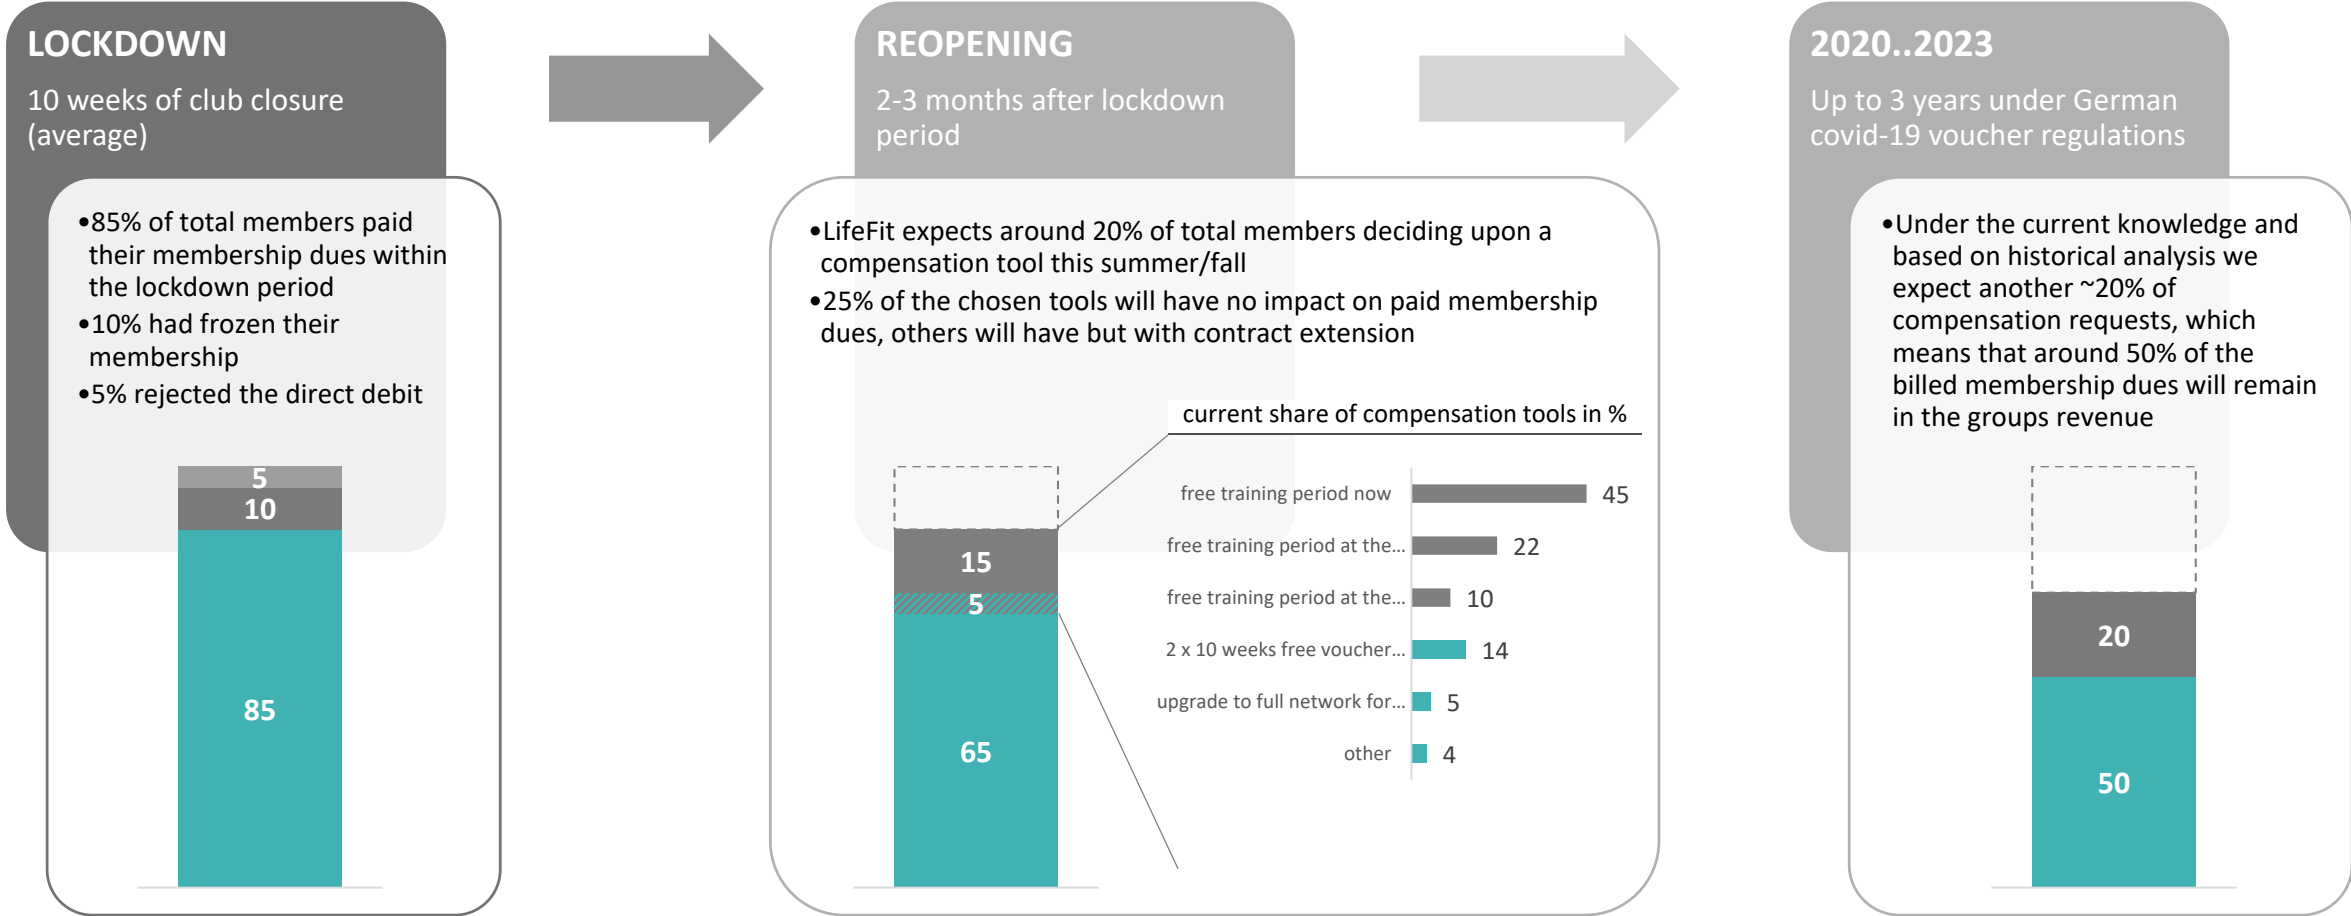 LOCKDOWN
10 weeks of club closure
(average)
•85% of total members paid
their membership dues within
the lockdown period
•10% had frozen their
membership
•5% rejected the direct debit
5
10
85
REOPENING
2-3 months after lockdown
period
•LifeFit expects around 20% of total members deciding upon a
compensation tool this summer/fall
•25% of the chosen tools will have no impact on paid membership
dues, others will have but with contract extension
current share of compensation tools in %
15
5
65
free training period now 45
free training period at the... 22
free training period at the... 10
2 x 10 weeks free voucher... 14
upgrade to full network for... 5
other 4
2020..2023
Up to 3 years under German
covid-19 voucher regulations
•Under the current knowledge and
based on historical analysis we
expect another ~20% of
compensation requests, which
means that around 50% of the
billed membership dues will remain
in the groups revenue
20
50